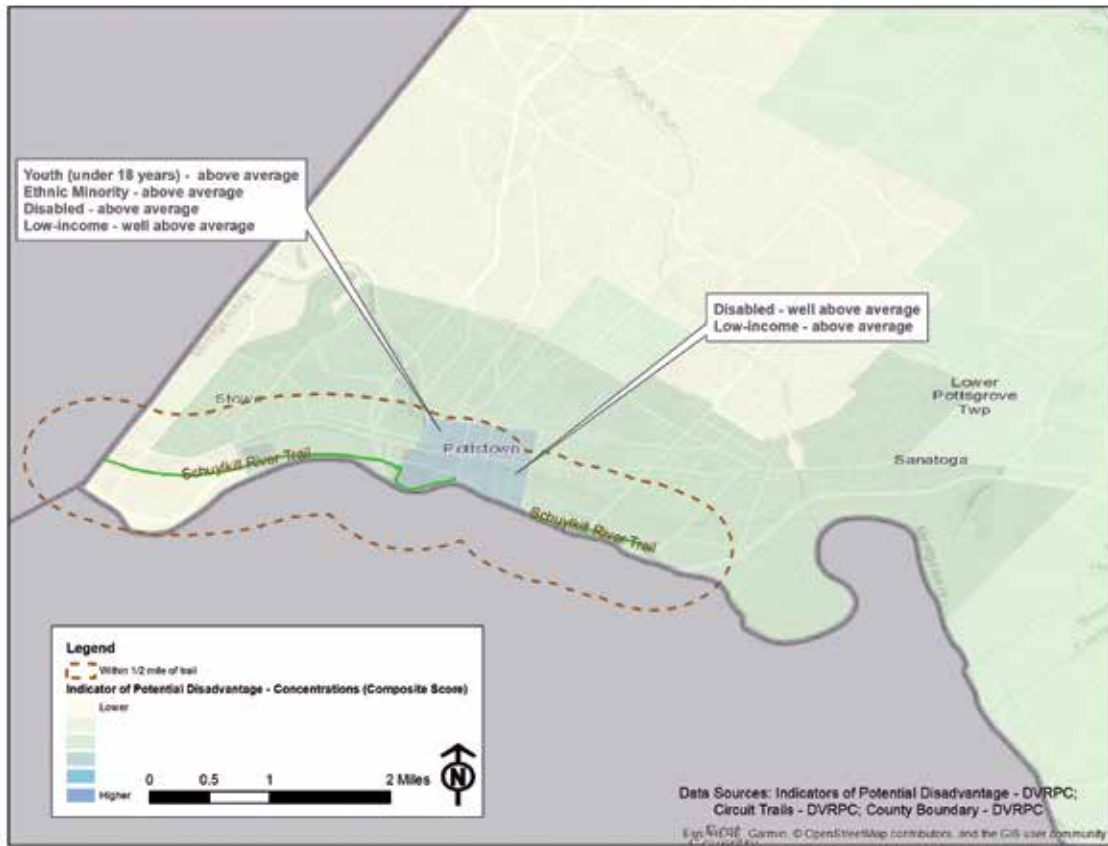 Youth (under 18 years) - above average
Ethnic Minority - above average
Disabled - above average
Low-income - well above average
Disabled - well above average
Low-income - above average
Stowe
Pottstown
Lower
Pottsgrove
Twp
Sanatoga
Schuylkill River Trail
Schuylkill River Trail
Legend
Within 1/2 mile of trail
Indicator of Potential Disadvantage - Concentrations (Composite Score)
Lower
Higher
0 0.5 1 2 Miles
N
Data Sources: Indicators of Potential Disadvantage - DVRPC;
Circuit Trails - DVRPC; County Boundary - DVRPC
Garmin, © OpenStreetMap contributors, and the GIS user community